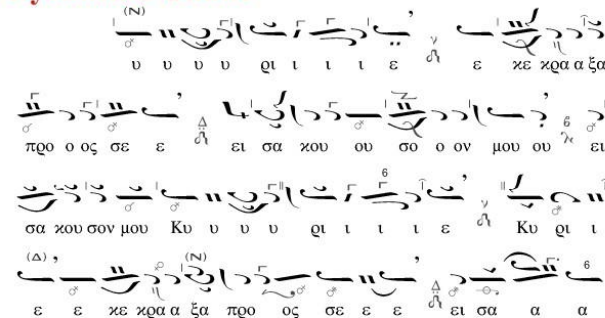 υ υ υ υ ρι ι ι ι ε ε κε κρα α ξα
προ ο ος σε ε ει σα κου ου σο ο ον μου ου ει
σα κου σον μου Κυ υ υ υ ρι ι ι ι ε Κυ ρι ι
ε ε κε κρα α ξα προ ος σε ε ε ει σα α α